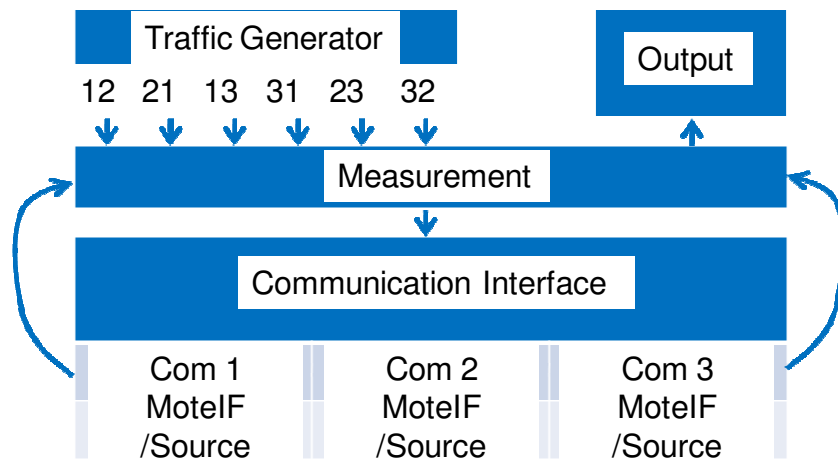 Traffic Generator
Output
12 21 13 31 23 32
Measurement
Communication Interface
Com 1
MoteIF
/Source
Com 2
MoteIF
/Source
Com 3
MoteIF
/Source